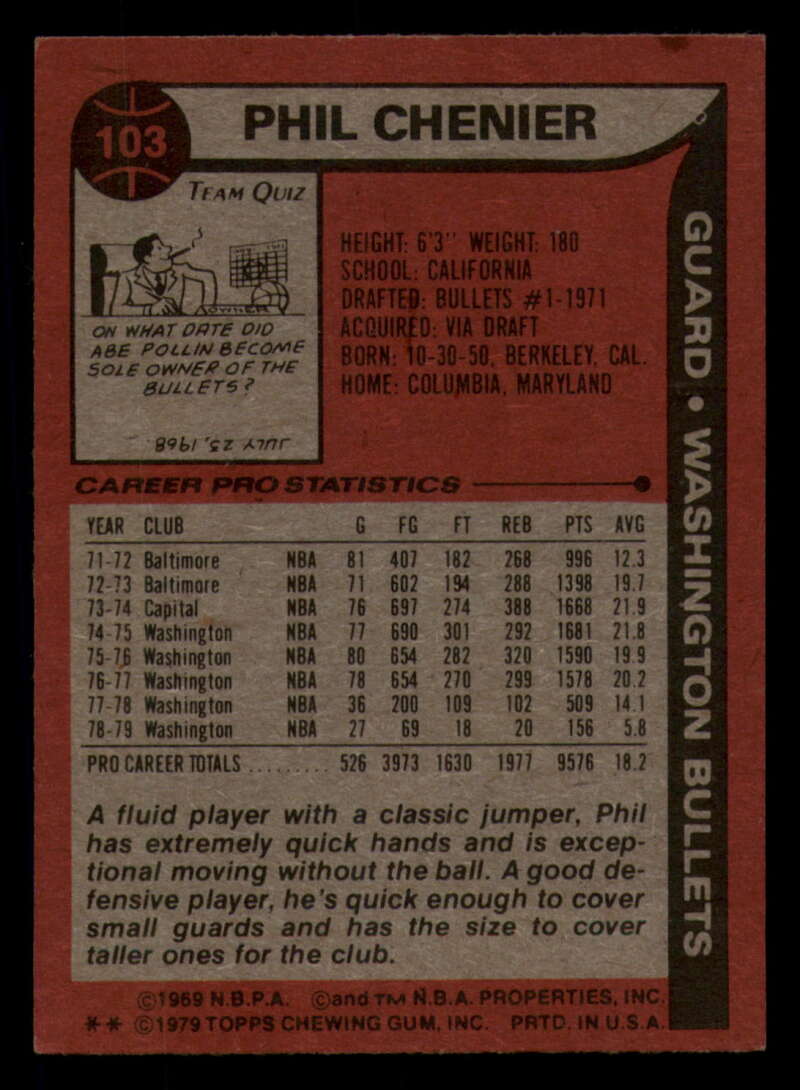 103
PHIL CHENIER
TEAM QUIZ
ON WHAT DATE DID
ABE POLLIN BECOME
SOLE OWNER OF THE
BULLETS?
JULY 25, 1968
HEIGHT: 6'3" WEIGHT: 180
SCHOOL: CALIFORNIA
DRAFTED: BULLETS #1-1971
ACQUIRED: VIA DRAFT
BORN: 10-30-50, BERKELEY, CAL.
HOME: COLUMBIA, MARYLAND
GUARD • WASHINGTON BULLETS
CAREER PRO STATISTICS
YEAR CLUB G FG FT REB PTS AVG
71-72 Baltimore NBA 81 407 182 268 996 12.3
72-73 Baltimore NBA 71 602 194 288 1398 19.7
73-74 Capital NBA 76 697 274 388 1668 21.9
74-75 Washington NBA 77 690 301 292 1681 21.8
75-76 Washington NBA 80 654 282 320 1590 19.9
76-77 Washington NBA 78 654 270 299 1578 20.2
77-78 Washington NBA 36 200 109 102 509 14.1
78-79 Washington NBA 27 69 18 20 156 5.8
PRO CAREER TOTALS .......... 526 3973 1630 1977 9576 18.2
A fluid player with a classic jumper, Phil
has extremely quick hands and is excep-
tional moving without the ball. A good de-
fensive player, he's quick enough to cover
small guards and has the size to cover
taller ones for the club.
©1969 N.B.P.A. ©and TM N.B.A. PROPERTIES, INC.
** ©1979 TOPPS CHEWING GUM, INC. PRTD. IN U.S.A.